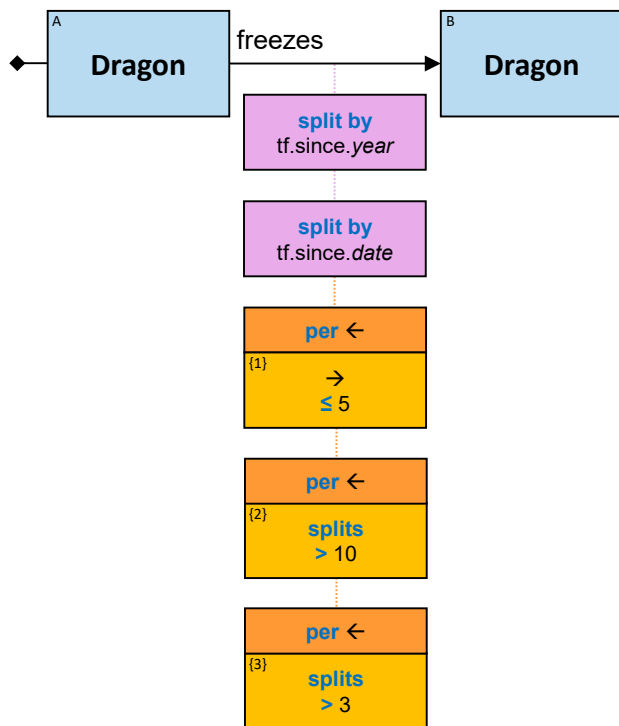 A
Dragon
freezes
B
Dragon
split by
tf.since.year
split by
tf.since.date
per ←
{1}
→
≤ 5
per ←
{2}
splits
> 10
per ←
{3}
splits
> 3